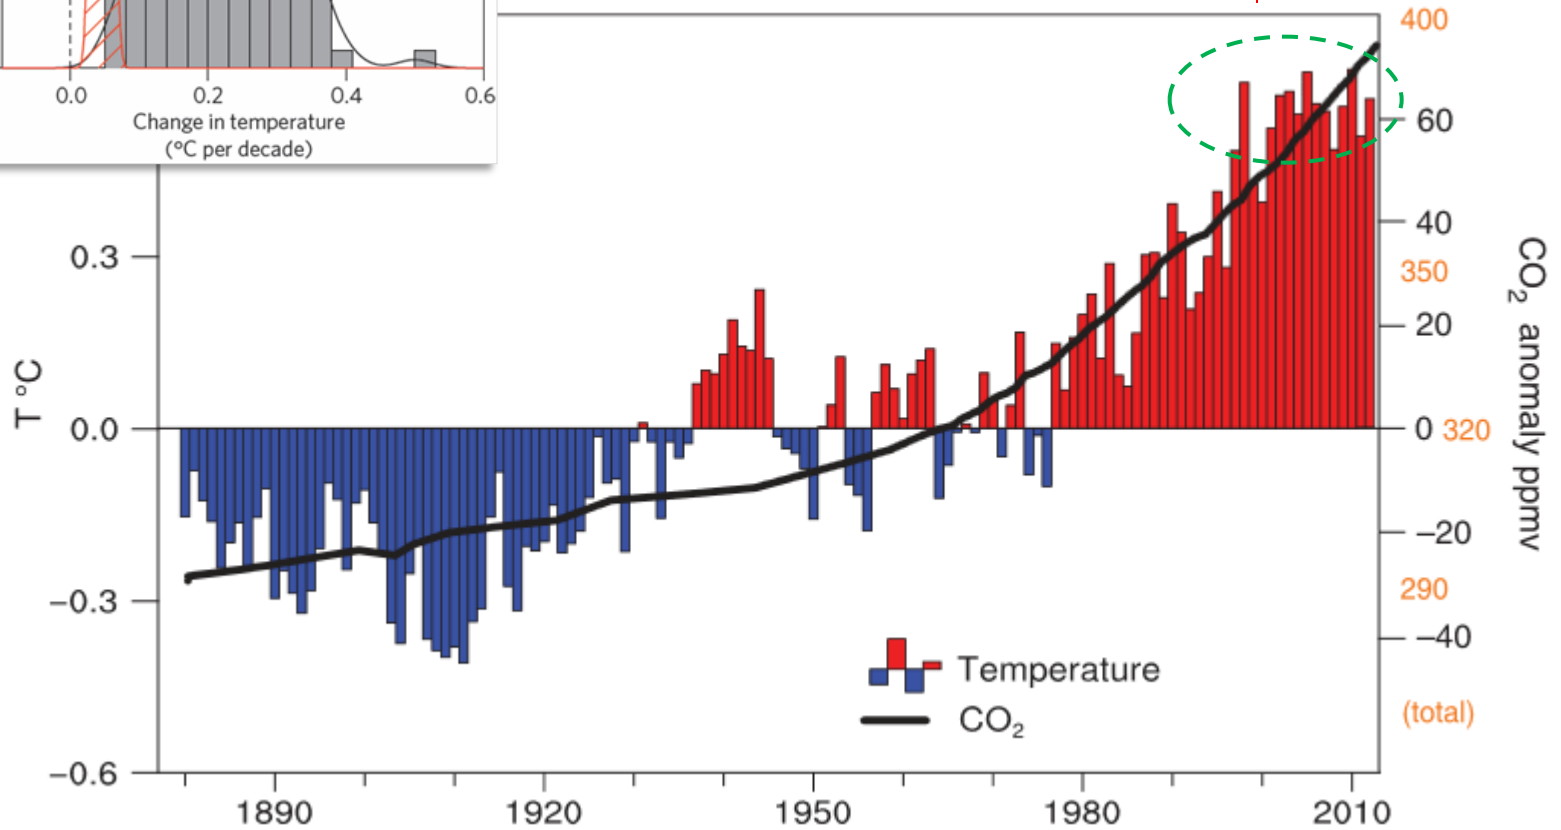 0.0 0.2 0.4 0.6
Change in temperature
(°C per decade)
400
60
40
0.3
350
20
T °C
0.0
0 320
CO2 anomaly ppmv
−20
−0.3
290
−40
Temperature
CO2
(total)
−0.6
1890 1920 1950 1980 2010